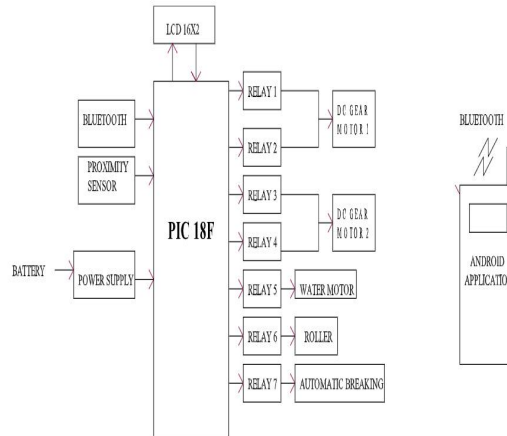 LCD 16X2
BLUETOOTH
PROXIMITY
SENSOR
BATTERY
POWER SUPPLY
PIC 18F
RELAY 1
RELAY 2
RELAY 3
RELAY 4
RELAY 5
RELAY 6
RELAY 7
DC GEAR
MOTOR 1
DC GEAR
MOTOR 2
WATER MOTOR
ROLLER
AUTOMATIC BREAKING
BLUETOOTH
ANDROID
APPLICATIO